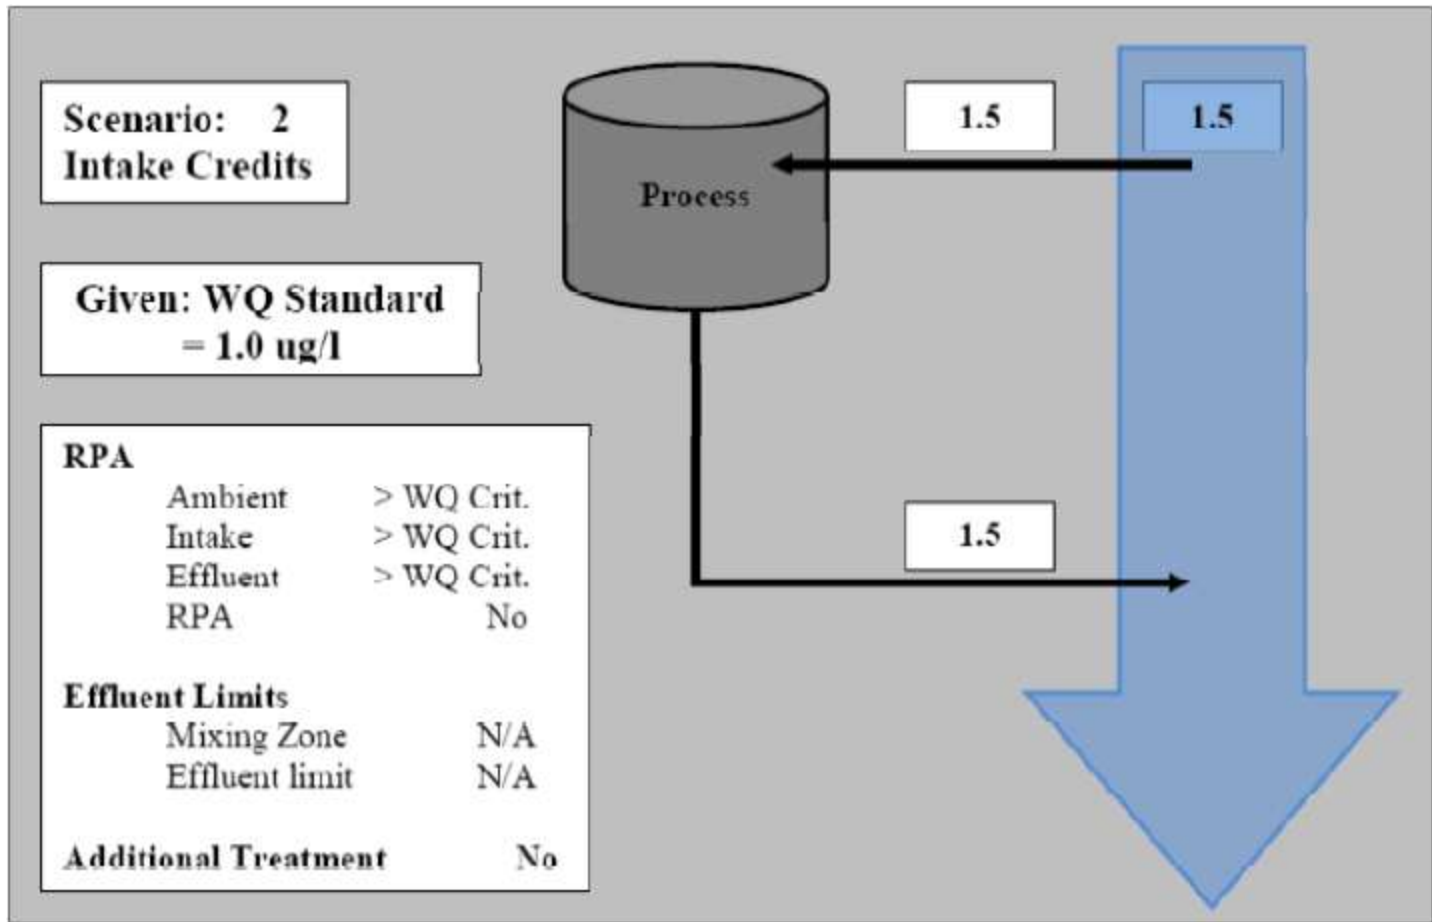 Scenario: 2
Intake Credits
Given: WQ Standard
= 1.0 ug/l
RPA
Ambient > WQ Crit.
Intake > WQ Crit.
Effluent > WQ Crit.
RPA No
Effluent Limits
Mixing Zone N/A
Effluent limit N/A
Additional Treatment No
Process
1.5
1.5
1.5